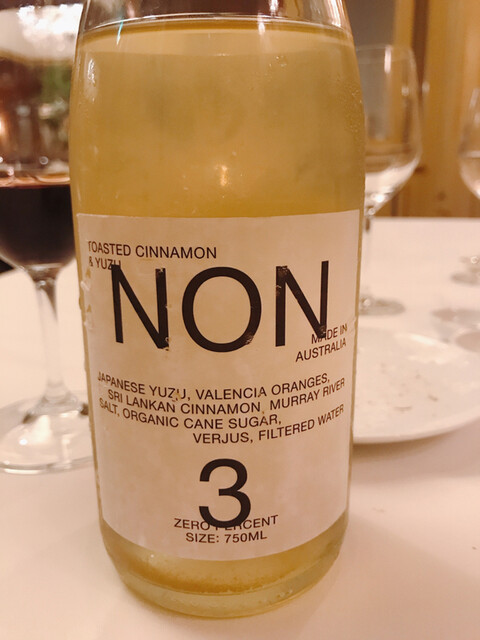 TOASTED CINNAMON
& YUZU
NON
MADE IN
AUSTRALIA
JAPANESE YUZU, VALENCIA ORANGES,
SRI LANKAN CINNAMON, MURRAY RIVER
SALT, ORGANIC CANE SUGAR,
VERJUS, FILTERED WATER
3
ZERO PERCENT
SIZE: 750ML